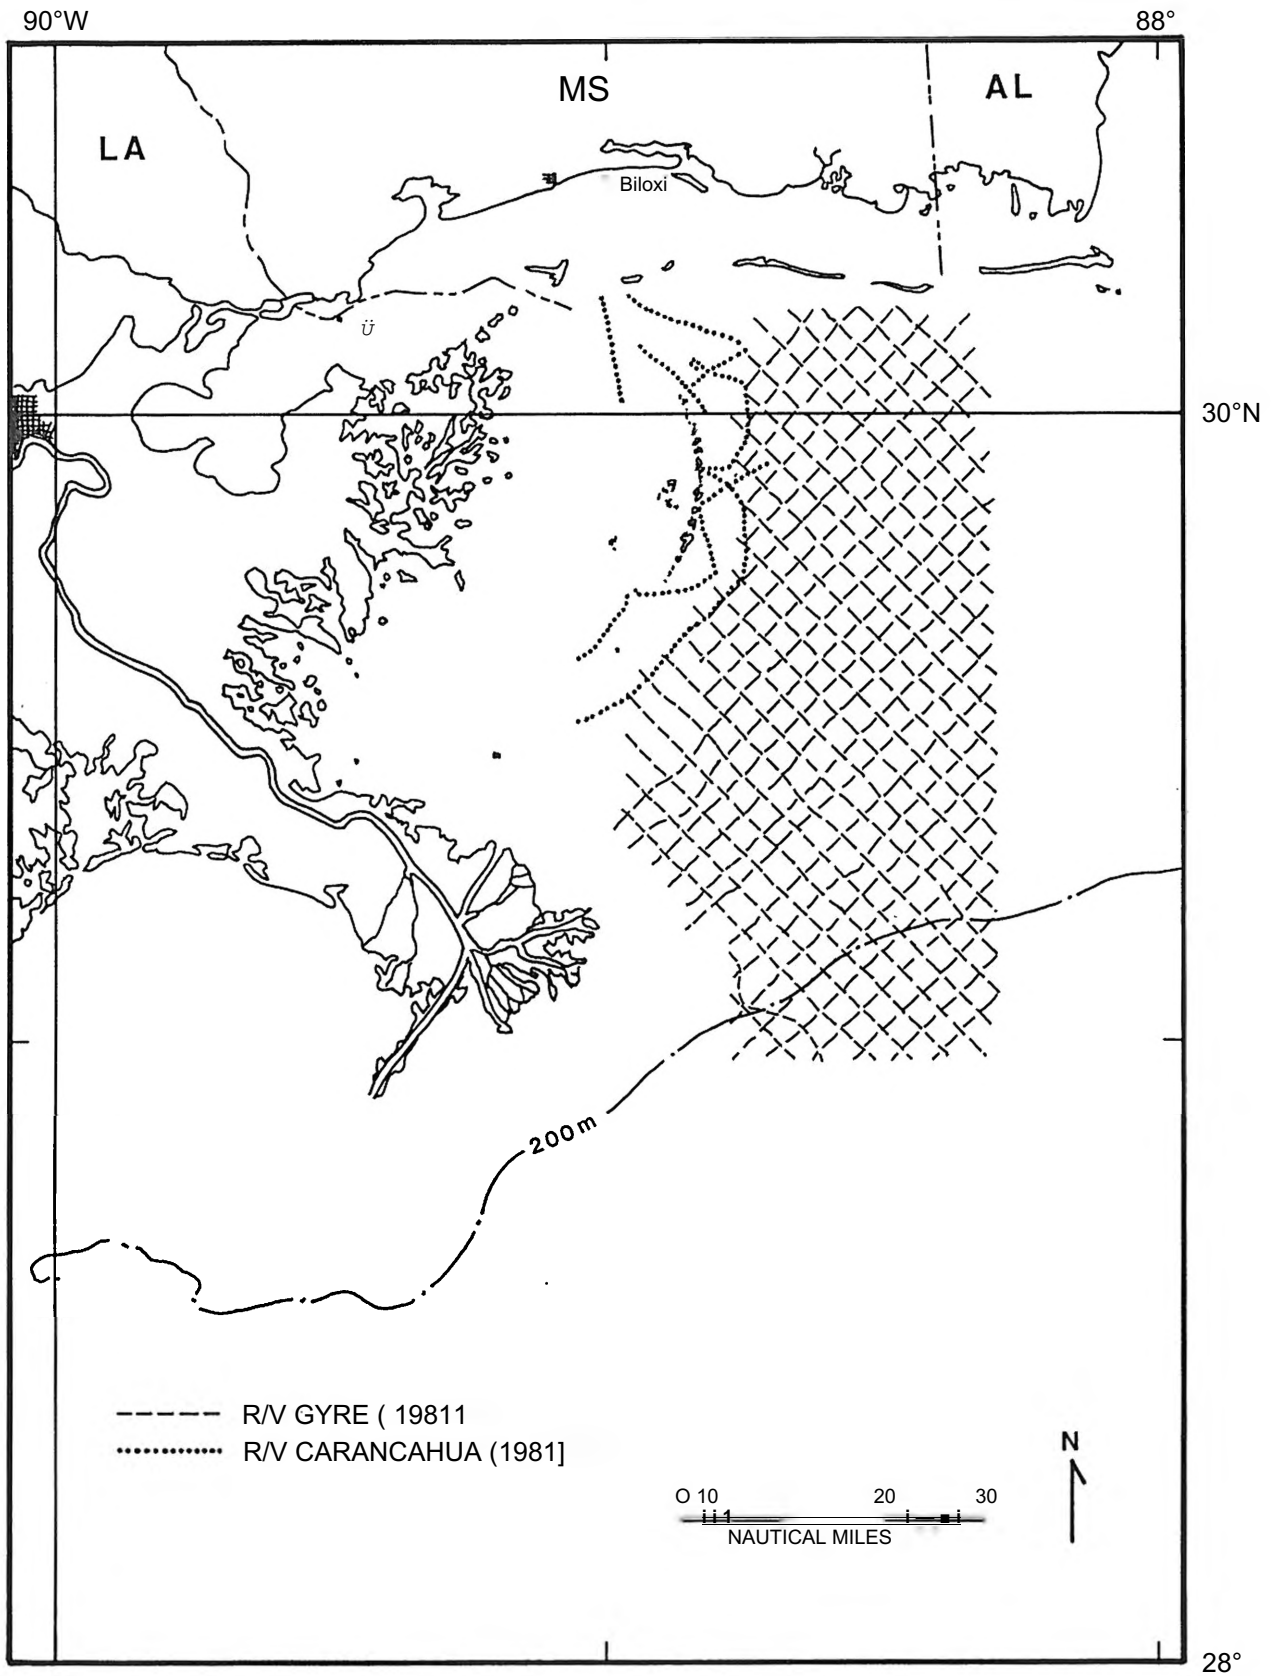 90°W 88°
MS
AL
LA
Biloxi
Ü
30°N
200m
R/V GYRE ( 19811
R/V CARANCAHUA (1981]
N
O 10 20 30
NAUTICAL MILES
28°